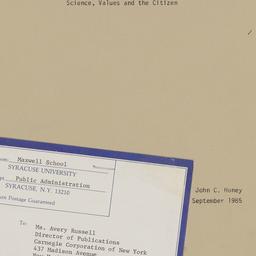 Science, Values and the Citizen
Maxwell School
SYRACUSE UNIVERSITY
Public Administration
SYRACUSE, N.Y. 13210
Postage Guaranteed
John C. Honey
September 1985
To:
Ms. Avery Russell
Director of Publications
Carnegie Corporation of New York
437 Madison Avenue